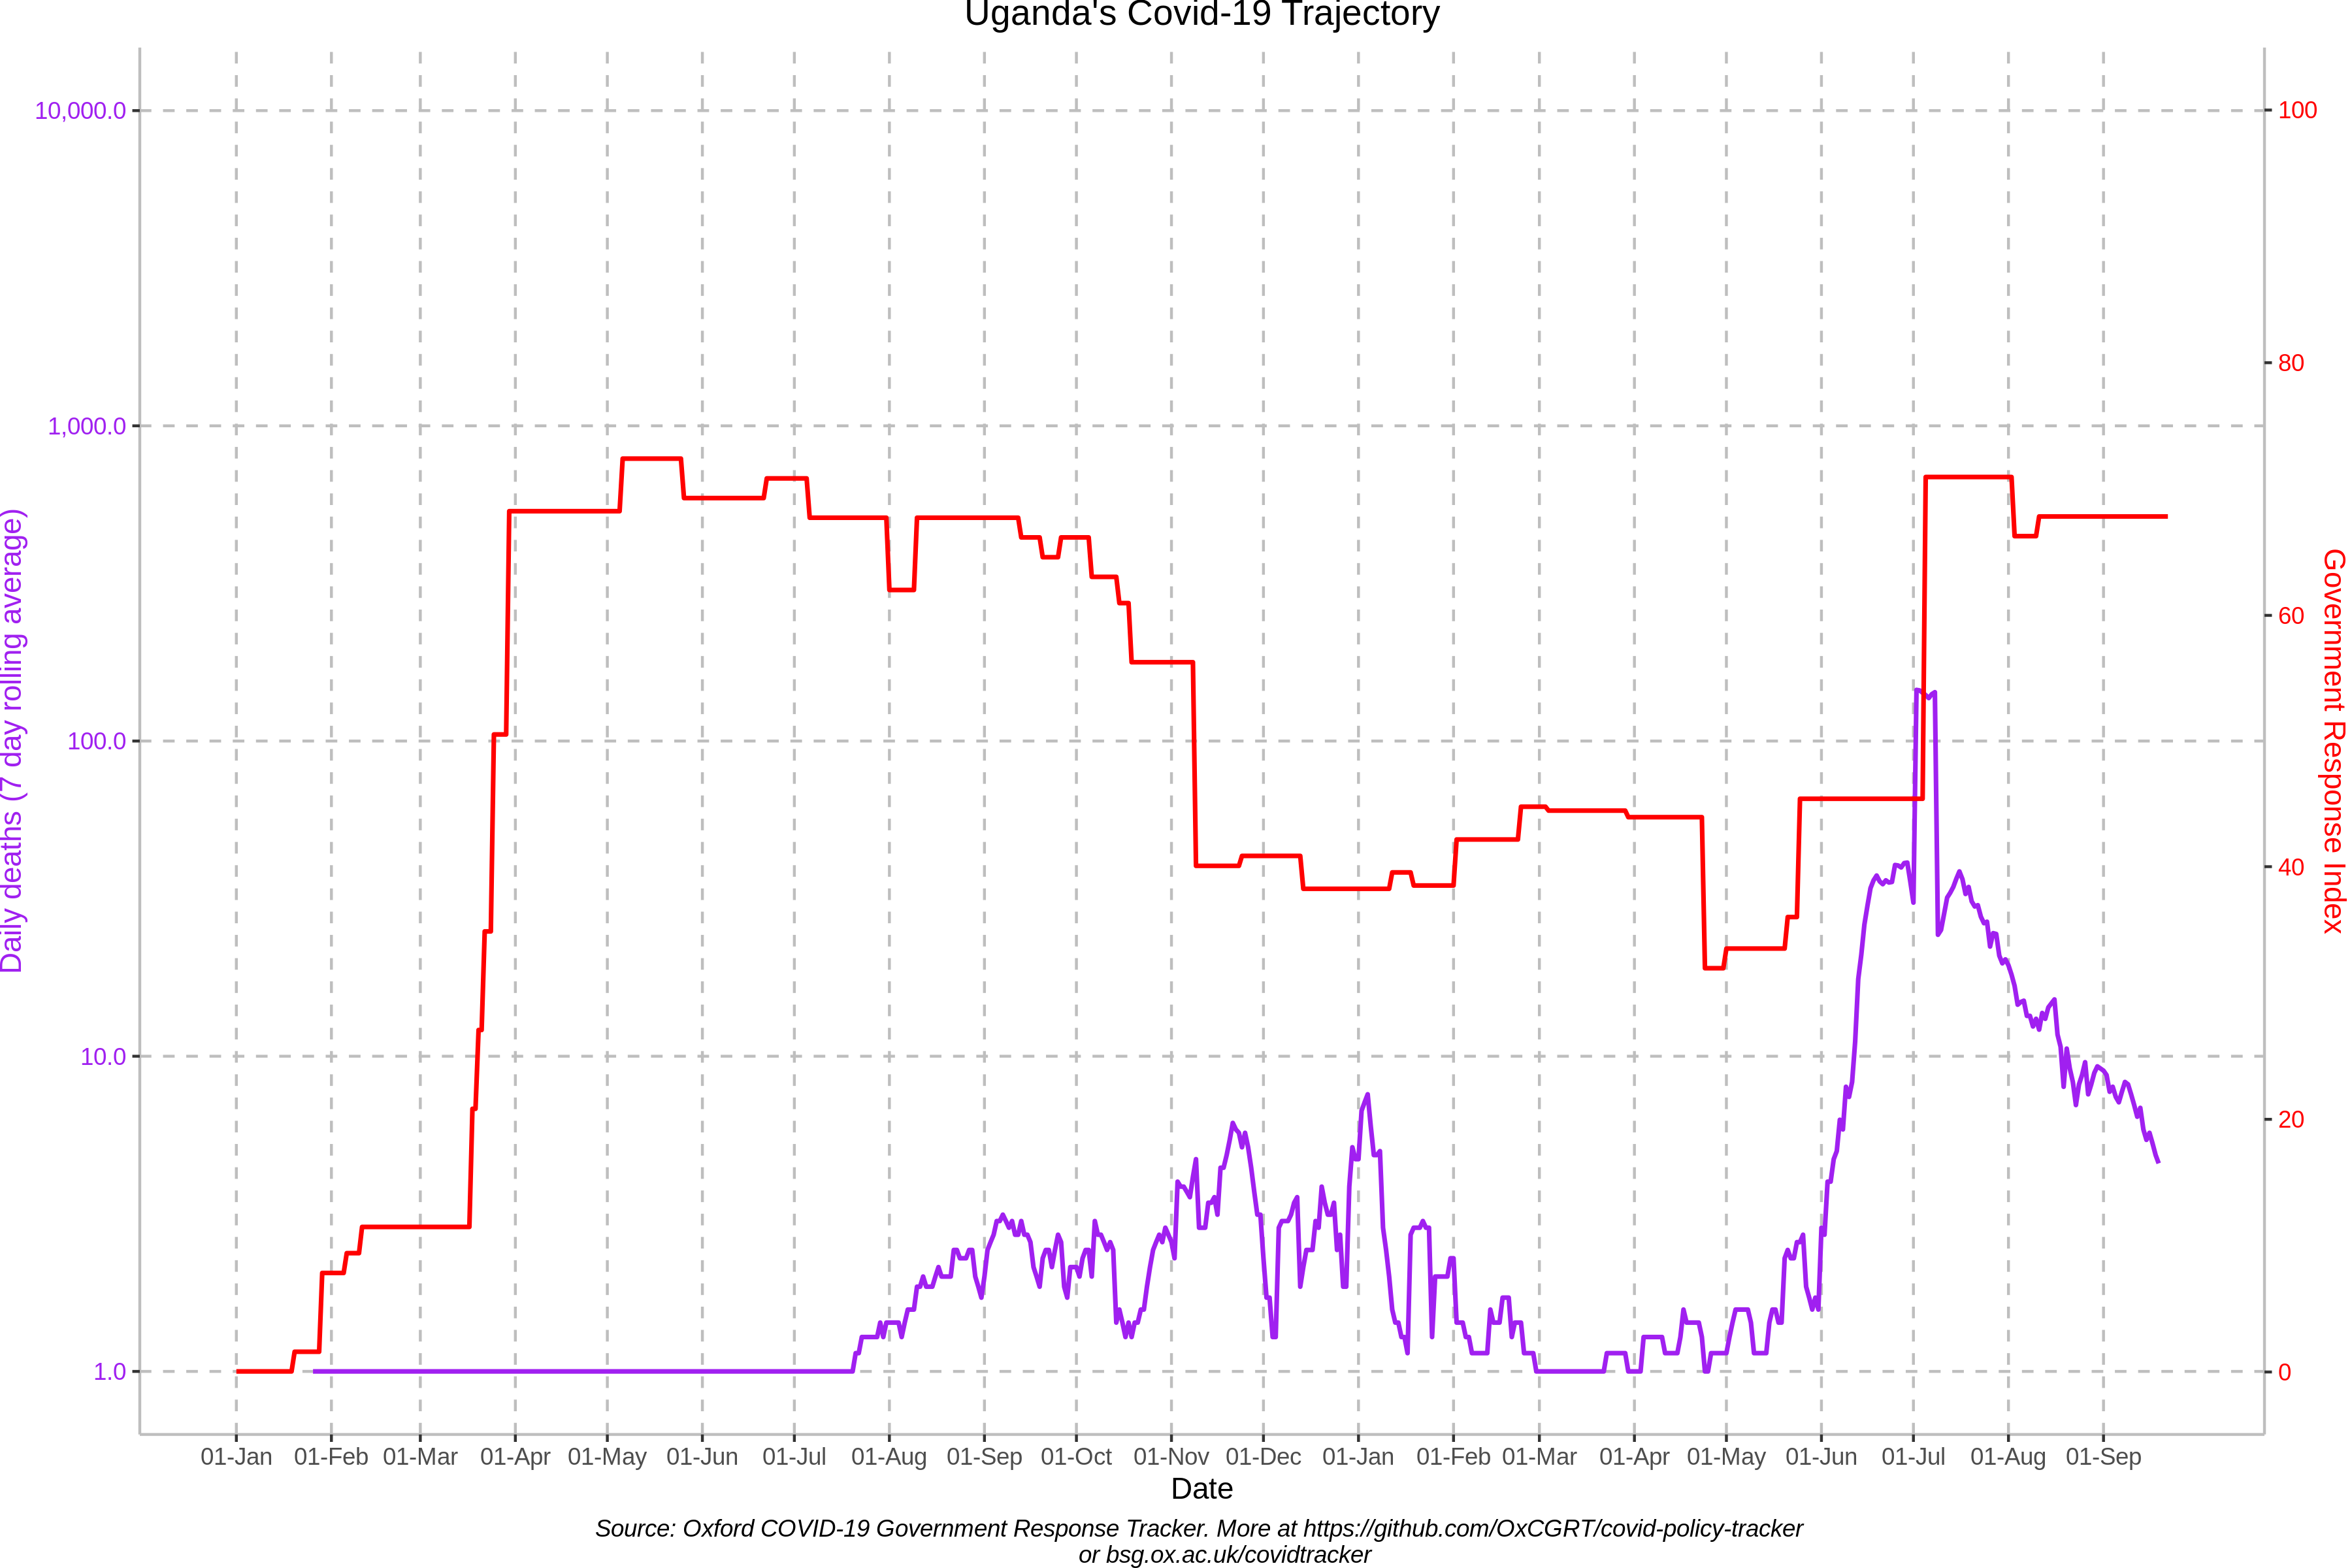 Uganda's Covid-19 Trajectory
10,000.0
1,000.0
100.0
10.0
1.0
Daily deaths (7 day rolling average)
100
80
60
40
20
0
Government Response Index
01-Jan 01-Feb 01-Mar 01-Apr 01-May 01-Jun 01-Jul 01-Aug 01-Sep 01-Oct 01-Nov 01-Dec 01-Jan 01-Feb 01-Mar 01-Apr 01-May 01-Jun 01-Jul 01-Aug 01-Sep
Date
Source: Oxford COVID-19 Government Response Tracker. More at https://github.com/OxCGRT/covid-policy-tracker
or bsg.ox.ac.uk/covidtracker